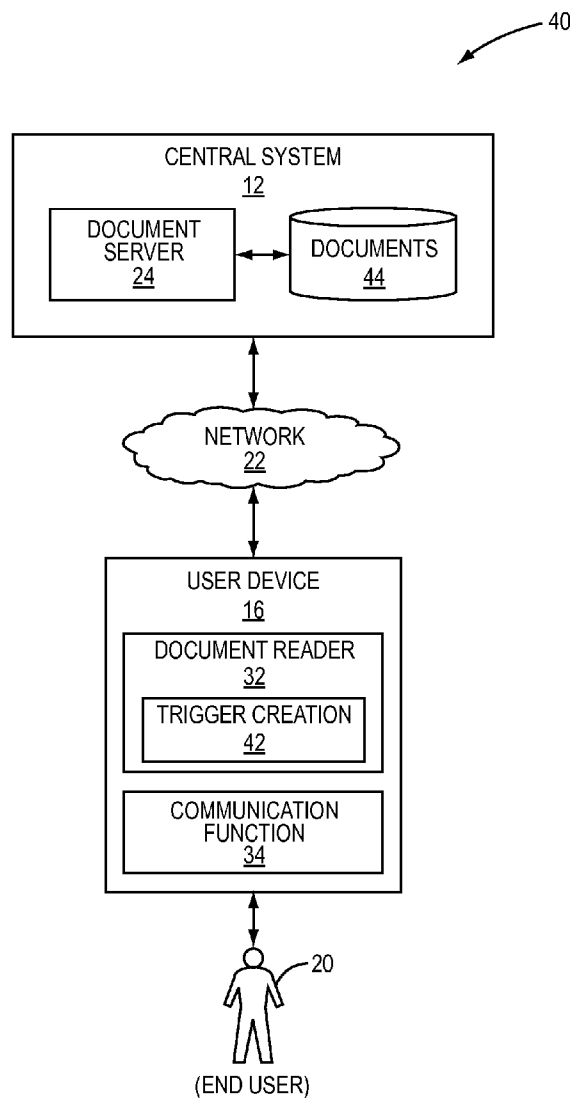 40
CENTRAL SYSTEM
12
DOCUMENT
SERVER
24
DOCUMENTS
44
NETWORK
22
USER DEVICE
16
DOCUMENT READER
32
TRIGGER CREATION
42
COMMUNICATION
FUNCTION
34
20
(END USER)